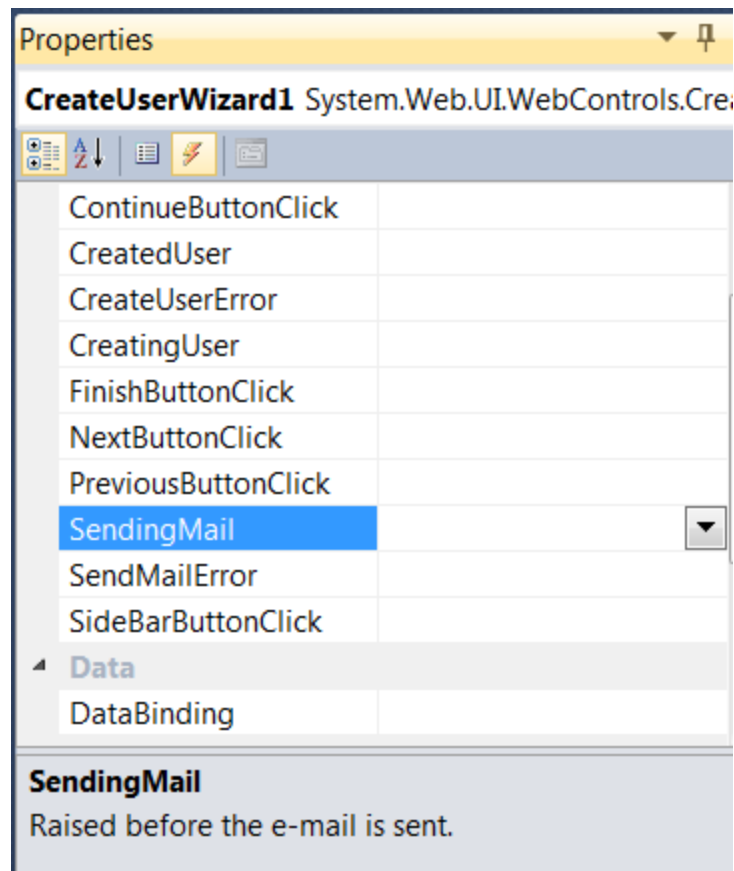 Properties
CreateUserWizard1 System.Web.UI.WebControls.Crea
ContinueButtonClick
CreatedUser
CreateUserError
CreatingUser
FinishButtonClick
NextButtonClick
PreviousButtonClick
SendingMail
SendMailError
SideBarButtonClick
Data
DataBinding
SendingMail
Raised before the e-mail is sent.